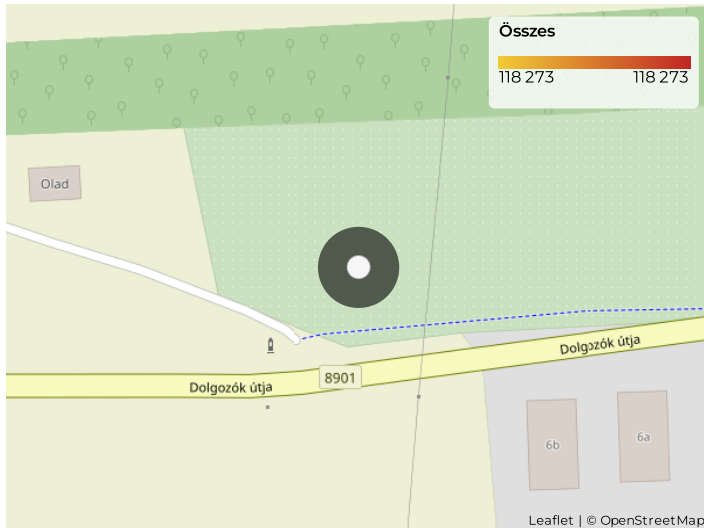 Összes
118 273 118 273
Olad
Dolgozók útja
8901
Dolgozók útja
6b
6a
Leaflet | © OpenStreetMap